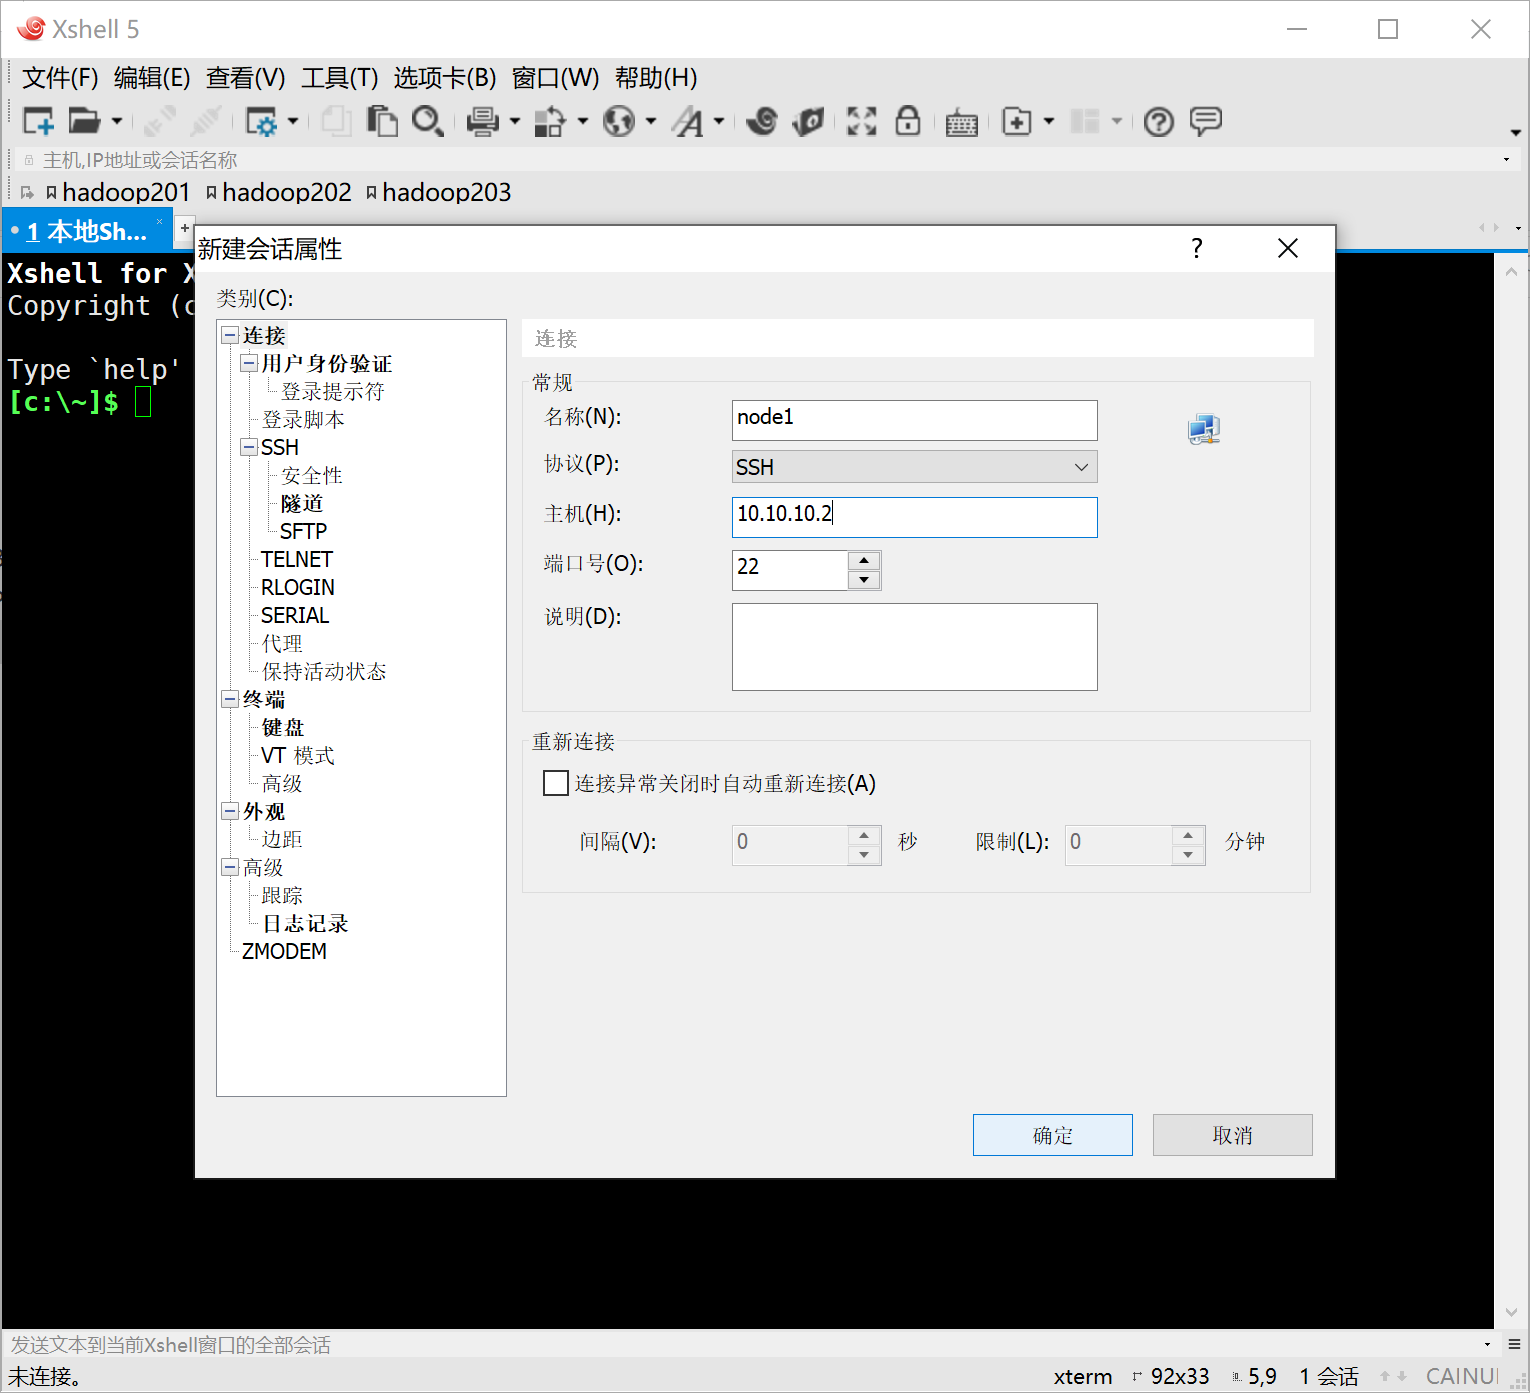 Xshell 5
文件(F) 编辑(E) 查看(V) 工具(T) 选项卡(B) 窗口(W) 帮助(H)
主机,IP地址或会话名称
hadoop201 hadoop202 hadoop203
1 本地Sh...
+
Xshell for X
Copyright (c
Type `help'
[c:\~]$
新建会话属性
?
类别(C):
连接
用户身份验证
登录提示符
登录脚本
SSH
安全性
隧道
SFTP
TELNET
RLOGIN
SERIAL
代理
保持活动状态
终端
键盘
VT 模式
高级
外观
边距
高级
跟踪
日志记录
ZMODEM
连接
常规
名称(N): node1
协议(P): SSH
主机(H): 10.10.10.2
端口号(O): 22
说明(D):
重新连接
连接异常关闭时自动重新连接(A)
间隔(V): 0 秒 限制(L): 0 分钟
确定 取消
发送文本到当前Xshell窗口的全部会话
未连接。 xterm 92x33 5,9 1 会话